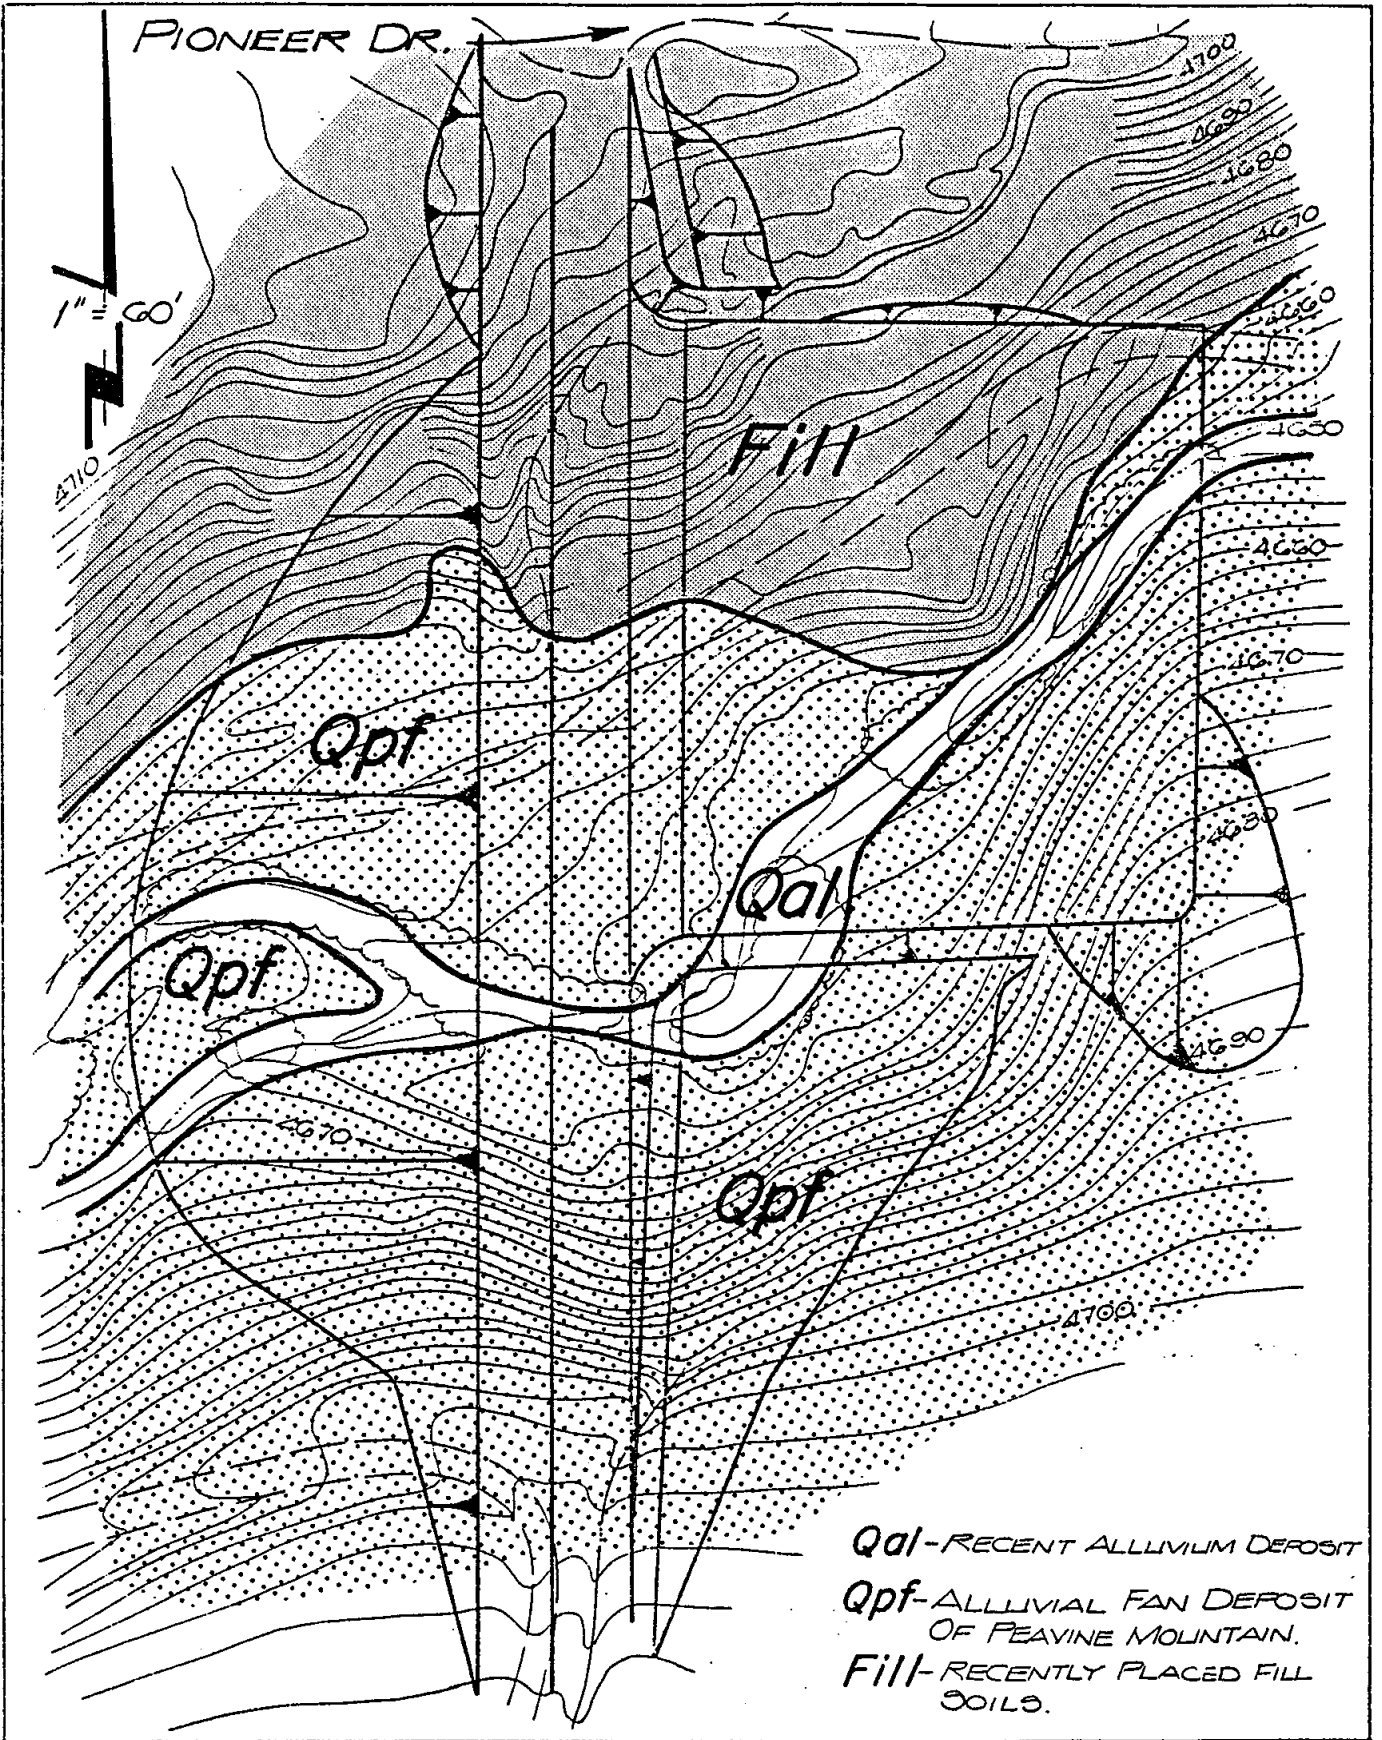 PIONEER DR.
4700
4690
4680
4670
1" = 60'
4660
Fill
4650
4710
4660
4670
Qpf
4680
Qal
Qpf
4690
4670
Qpf
4700
Qal-RECENT ALLUVIUM DEPOSIT
Qpf-ALLUVIAL FAN DEPOSIT
OF PEAVINE MOUNTAIN.
Fill-RECENTLY PLACED FILL
SOILS.